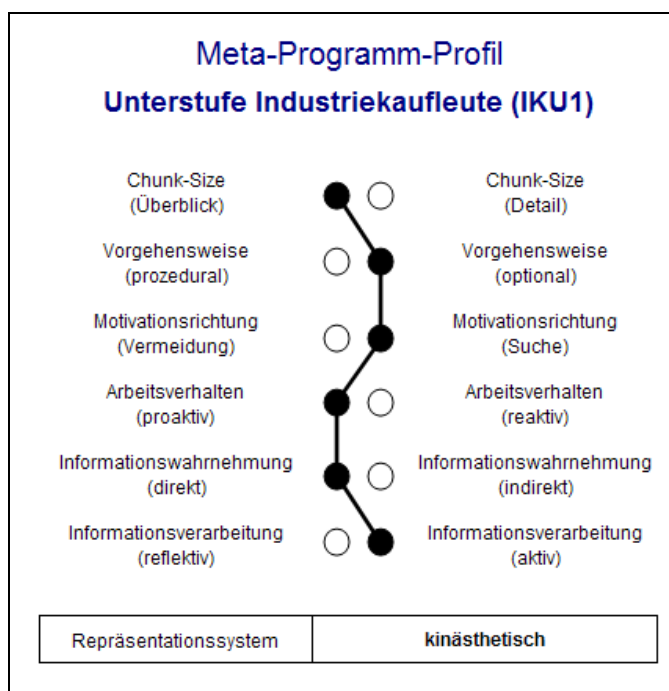 Meta-Programm-Profil
Unterstufe Industriekaufleute (IKU1)
Chunk-Size
(Überblick)
Chunk-Size
(Detail)
Vorgehensweise
(prozedural)
Vorgehensweise
(optional)
Motivationsrichtung
(Vermeidung)
Motivationsrichtung
(Suche)
Arbeitsverhalten
(proaktiv)
Arbeitsverhalten
(reaktiv)
Informationswahrnehmung
(direkt)
Informationswahrnehmung
(indirekt)
Informationsverarbeitung
(reflektiv)
Informationsverarbeitung
(aktiv)
Repräsentationssystem
kinästhetisch